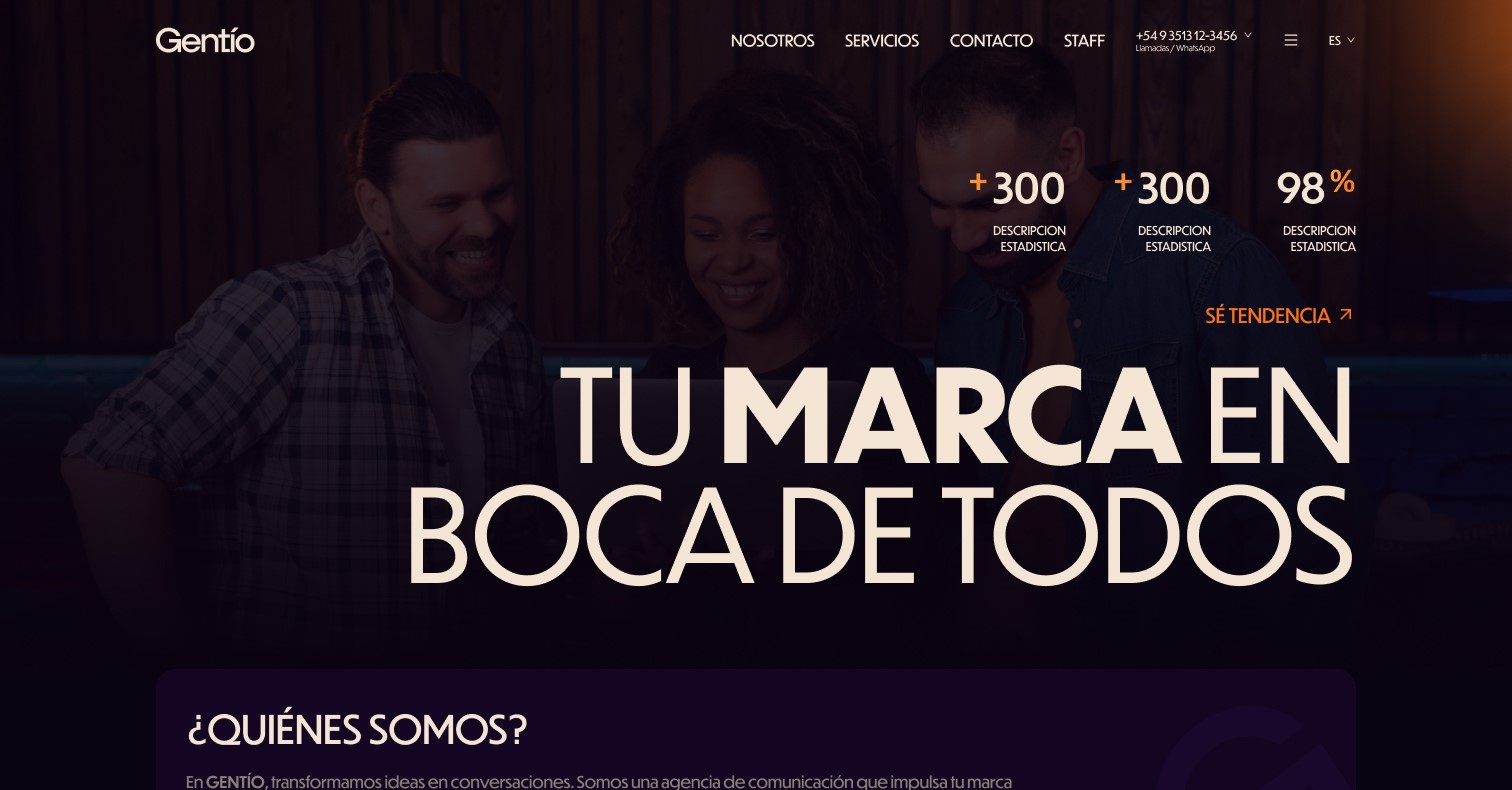 Gentío
NOSOTROS SERVICIOS CONTACTO STAFF
+54 9 3513 12-3456
Llamadas / WhatsApp
ES
+300 +300 98%
DESCRIPCION DESCRIPCION DESCRIPCION
ESTADISTICA ESTADISTICA ESTADISTICA
SÉ TENDENCIA
TU MARCA EN
BOCA DE TODOS
¿QUIÉNES SOMOS?
En GENTÍO, transformamos ideas en conversaciones. Somos una agencia de comunicación que impulsa tu marca